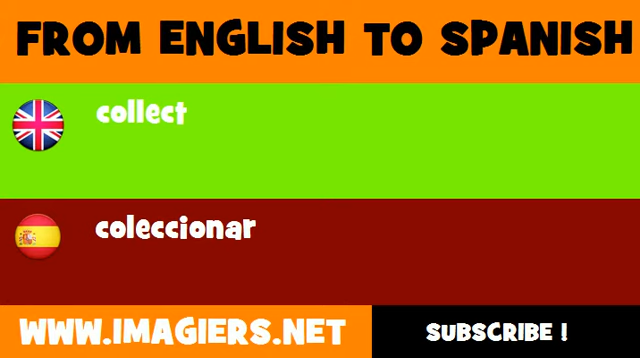 FROM ENGLISH TO SPANISH
collect
coleccionar
WWW.IMAGIERS.NET
SUBSCRIBE !